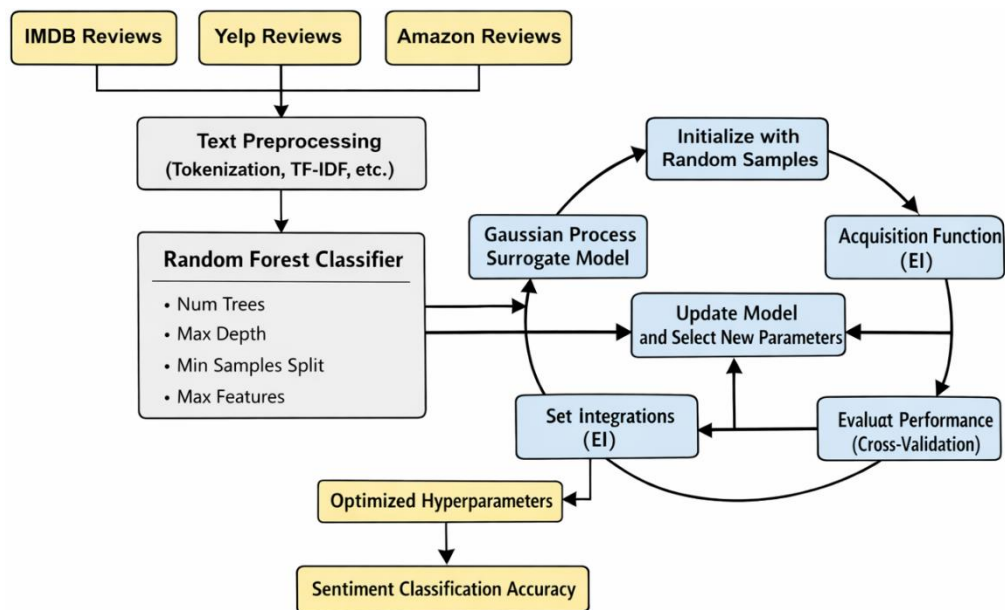 IMDB Reviews
Yelp Reviews
Amazon Reviews
Text Preprocessing
(Tokenization, TF-IDF, etc.)
Random Forest Classifier
• Num Trees
• Max Depth
• Min Samples Split
• Max Features
Initialize with
Random Samples
Gaussian Process
Surrogate Model
Acquisition Function
(EI)
Update Model
and Select New Parameters
Set integrations
(EI)
Evaluαt Performance
(Cross-Validation)
Optimized Hyperparameters
Sentiment Classification Accuracy